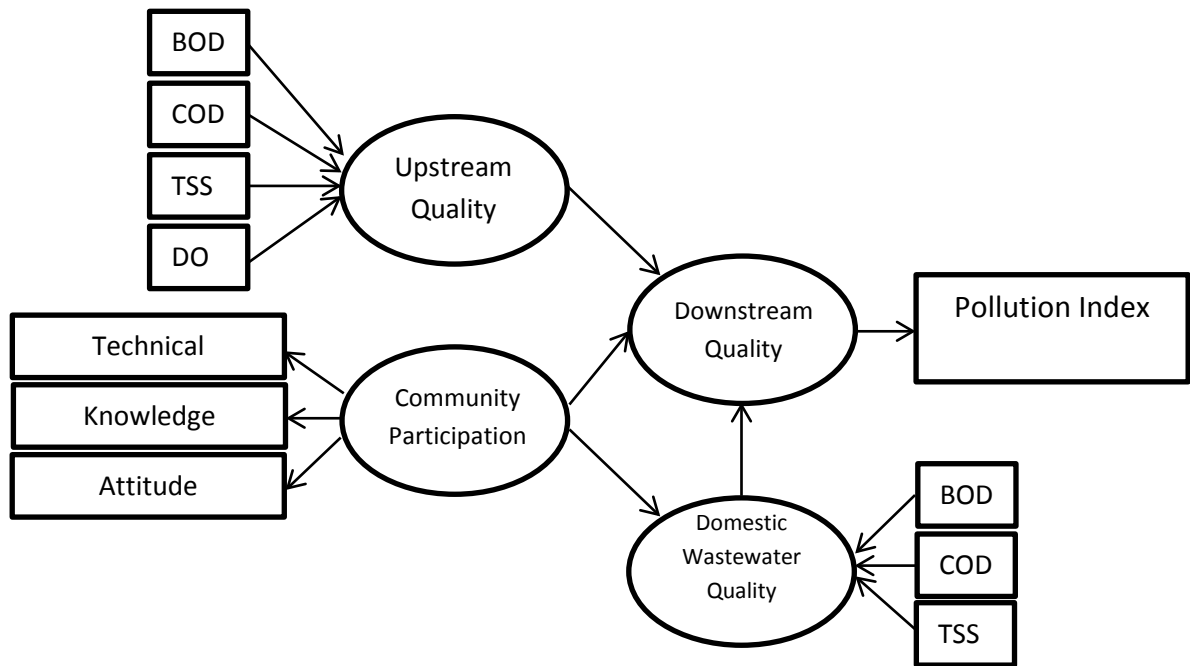 BOD
COD
TSS
DO
Upstream
Quality
Technical
Knowledge
Attitude
Community
Participation
Downstream
Quality
Pollution Index
Domestic
Wastewater
Quality
BOD
COD
TSS